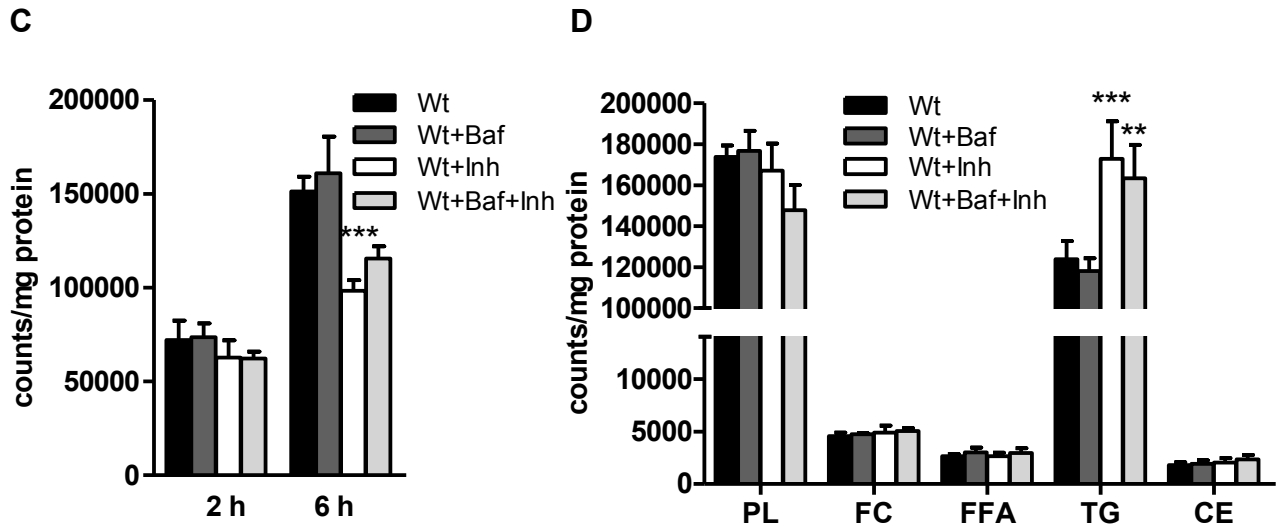 C
200000
150000
100000
50000
0
counts/mg protein
Wt
Wt+Baf
Wt+Inh
Wt+Baf+Inh
***
2 h
6 h
D
200000
180000
160000
140000
120000
100000
10000
5000
0
counts/mg protein
Wt
Wt+Baf
Wt+Inh
Wt+Baf+Inh
***
**
PL
FC
FFA
TG
CE